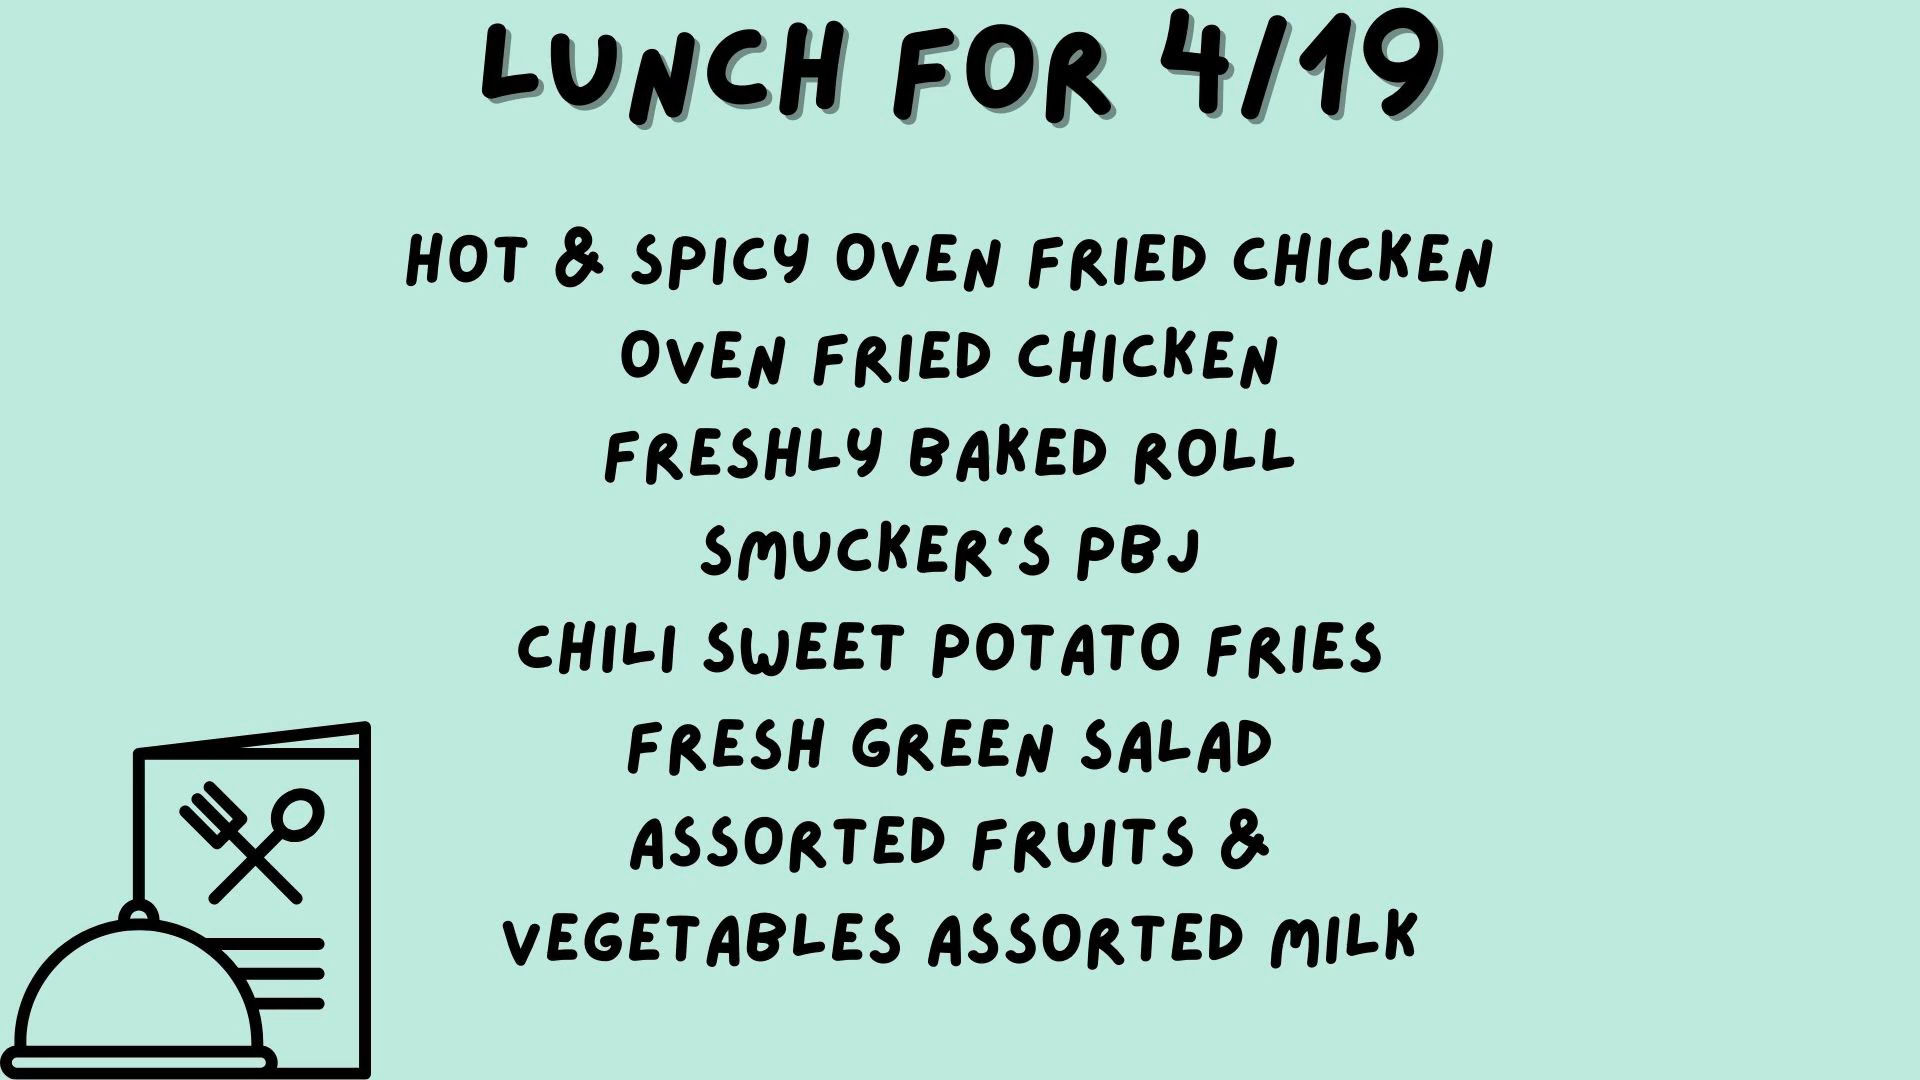 LUNCH FOR 4/19
HOT & SPICY OVEN FRIED CHICKEN
OVEN FRIED CHICKEN
FRESHLY BAKED ROLL
SMUCKER'S PBJ
CHILI SWEET POTATO FRIES
FRESH GREEN SALAD
ASSORTED FRUITS &
VEGETABLES ASSORTED MILK